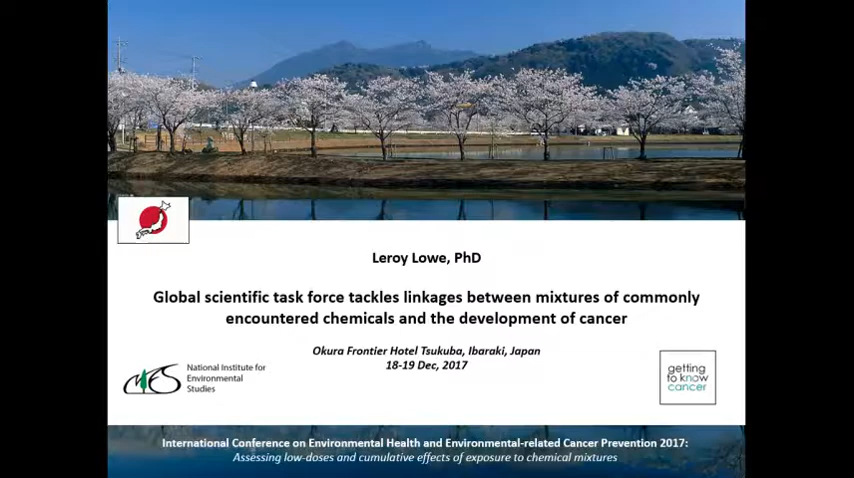 Leroy Lowe, PhD
Global scientific task force tackles linkages between mixtures of commonly
encountered chemicals and the development of cancer
Okura Frontier Hotel Tsukuba, Ibaraki, Japan
18-19 Dec, 2017
NIES
National Institute for
Environmental
Studies
getting
to know
cancer
International Conference on Environmental Health and Environmental-related Cancer Prevention 2017:
Assessing low-doses and cumulative effects of exposure to chemical mixtures